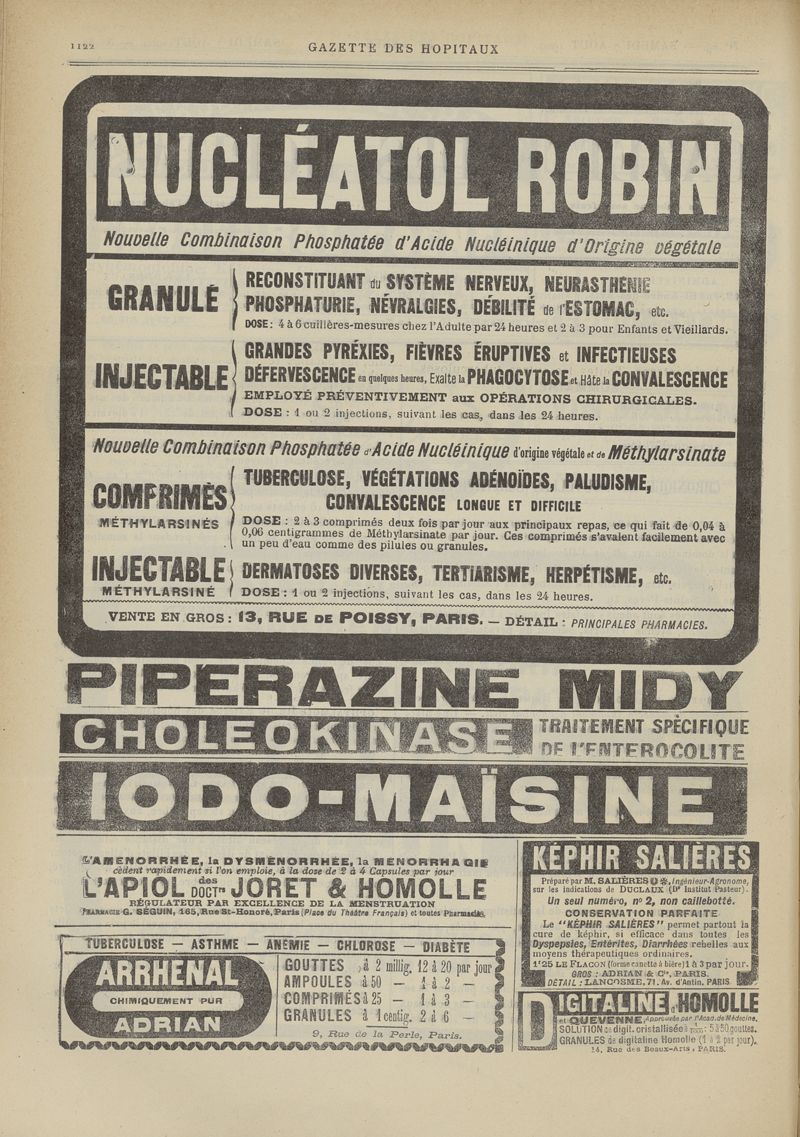 1122
GAZETTE DES HOPITAUX
NUCLÉATOL ROBIN
Nouvelle Combinaison Phosphatée d'Acide Nucléinique d'Origine végétale
GRANULÉ
RECONSTITUANT du SYSTÈME NERVEUX, NEURASTHÉNIE
PHOSPHATURIE, NÉVRALGIES, DÉBILITÉ de l'ESTOMAC, etc.
DOSE: 4 à 6 cuillères-mesures chez l'Adulte par 24 heures et 2 à 3 pour Enfants et Vieillards.
INJECTABLE
GRANDES PYRÉXIES, FIÈVRES ÉRUPTIVES et INFECTIEUSES
DÉFERVESCENCE en quelques heures, Exalte la PHAGOCYTOSE et Hâte la CONVALESCENCE
EMPLOYÉ PRÉVENTIVEMENT aux OPÉRATIONS CHIRURGICALES.
DOSE : 1 ou 2 injections, suivant les cas, dans les 24 heures.
Nouvelle Combinaison Phosphatée d'Acide Nucléinique d'origine végétale et de Méthylarsinate
COMPRIMÉS
MÉTHYLARSINÉS
TUBERCULOSE, VÉGÉTATIONS ADÉNOÏDES, PALUDISME,
CONVALESCENCE LONGUE ET DIFFICILE
DOSE : 2 à 3 comprimés deux fois par jour aux principaux repas, ce qui fait de 0,04 à
0,06 centigrammes de Méthylarsinate par jour. Ces comprimés s'avalent facilement avec
un peu d'eau comme des pilules ou granules.
INJECTABLE
MÉTHYLARSINÉ
DERMATOSES DIVERSES, TERTIARISME, HERPÉTISME, etc.
DOSE : 1 ou 2 injections, suivant les cas, dans les 24 heures.
VENTE EN GROS : 13, RUE DE POISSY, PARIS. — DÉTAIL : PRINCIPALES PHARMACIES.
PIPÉRAZINE MIDY
CHOLEOKINASE
TRAITEMENT SPÈCIFIQUE
DE L'ENTEROCOLITE
IODO-MAÏSINE
L'AMENORRHÉE, la DYSMÉNORRHÉE, la MÉNORRHAGIE
cèdent rapidement si l'on emploie, à la dose de 2 à 4 Capsules par jour
L'APIOL des DOCTrs JORET & HOMOLLE
RÉGULATEUR PAR EXCELLENCE DE LA MENSTRUATION
PHARMACIE G. SÉGUIN, 165, Rue St-Honoré, Paris (Place du Théâtre Français) et toutes Pharmacies.
TUBERCULOSE — ASTHME — ANÉMIE — CHLOROSE — DIABÈTE
ARRHÉNAL
CHIMIQUEMENT PUR
ADRIAN
GOUTTES à 2 millig. 12 à 20 par jour
AMPOULES à 50 — 1 à 2 —
COMPRIMÉS à 25 — 1 à 3 —
GRANULES à 1 centig. 2 à 6 —
9, Rue de la Perle, Paris.
KÉPHIR SALIÈRES
Préparé par M. SALIÈRES, Ingénieur-Agronome,
sur les indications de DUCLAUX (Dr Institut Pasteur).
Un seul numéro, no 2, non caillebotté.
CONSERVATION PARFAITE
Le "KÉPHIR SALIÈRES" permet partout la
cure de képhir, si efficace dans toutes les
Dyspepsies, Entérites, Diarrhées rebelles aux
moyens thérapeutiques ordinaires.
1f25 LE FLACON (forme canette à bière) 1 à 3 par jour.
GROS : ADRIAN & Cie, PARIS.
DÉTAIL : LANCOSME, 71, Av. d'Antin, PARIS.
DIGITALINE d'HOMOLLE
et QUEVENNE, Approuvée par l'Acad. de Médecine.
SOLUTION de digit. cristallisée à 5 à 50 gouttes.
GRANULES de digitaline Homolle (1 à 2 par jour).
14, Rue des Beaux-Arts, PARIS.